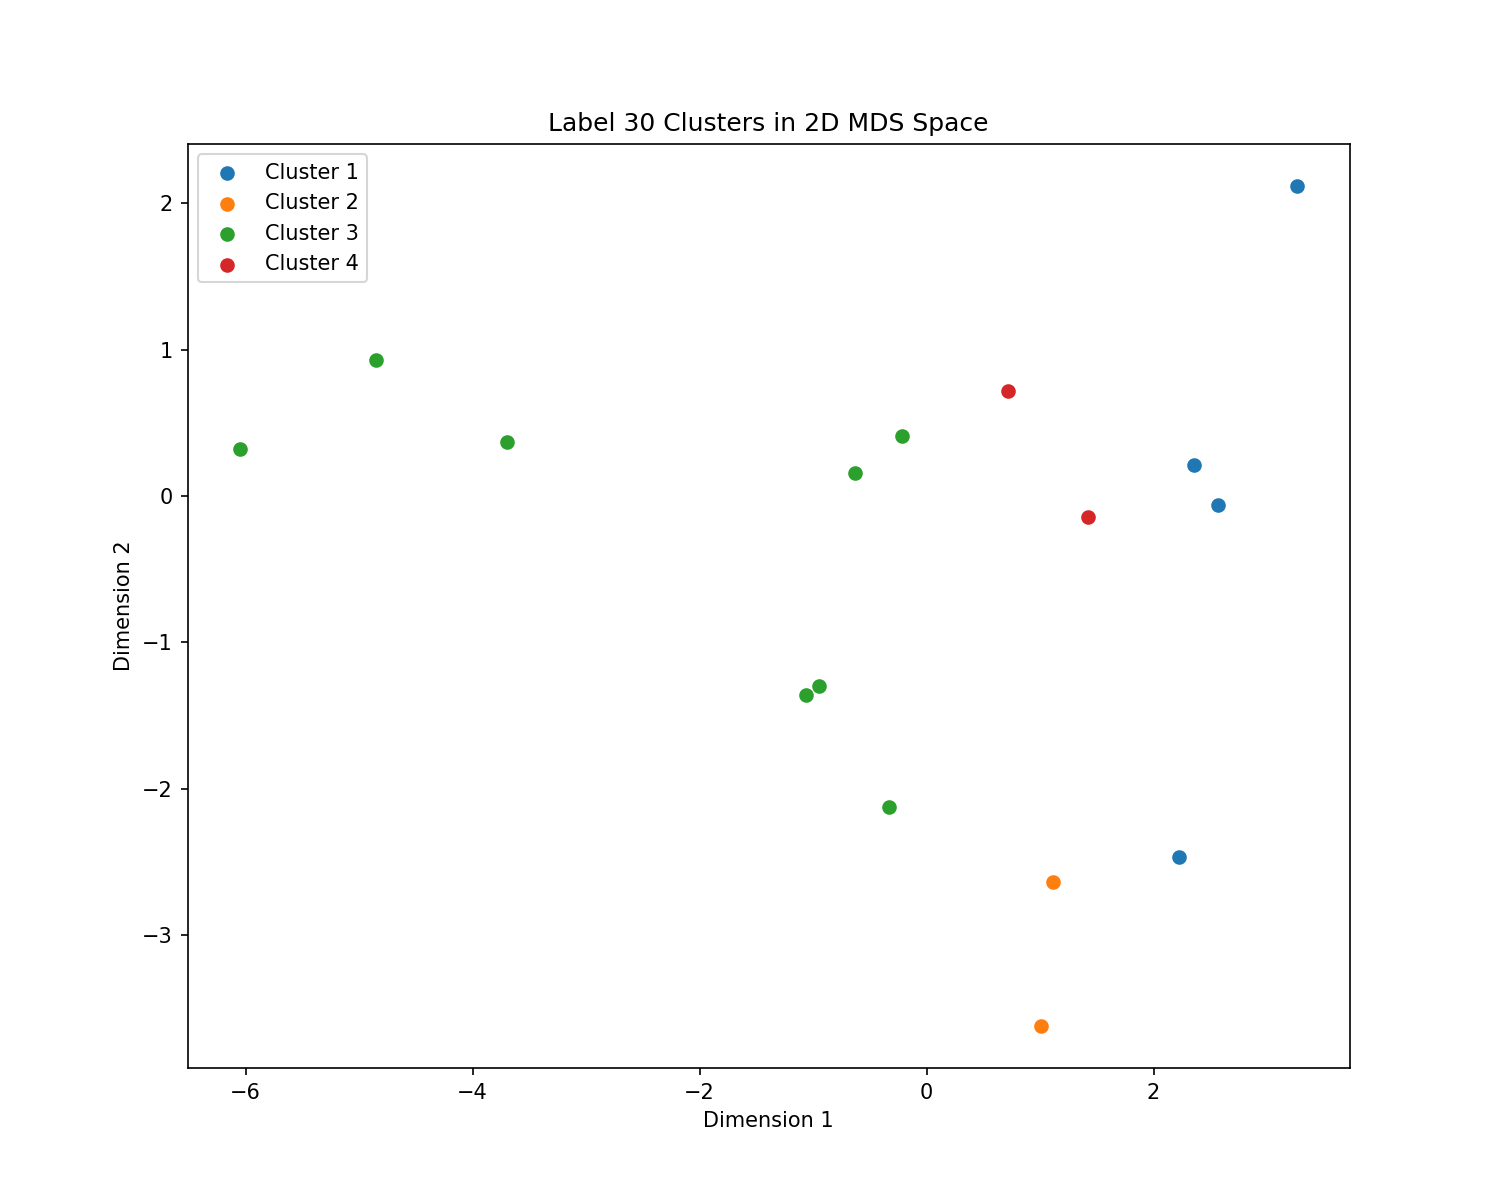 Label 30 Clusters in 2D MDS Space
Cluster 1
Cluster 2
Cluster 3
Cluster 4
2
1
0
−1
−2
−3
Dimension 2
−6 −4 −2 0 2
Dimension 1